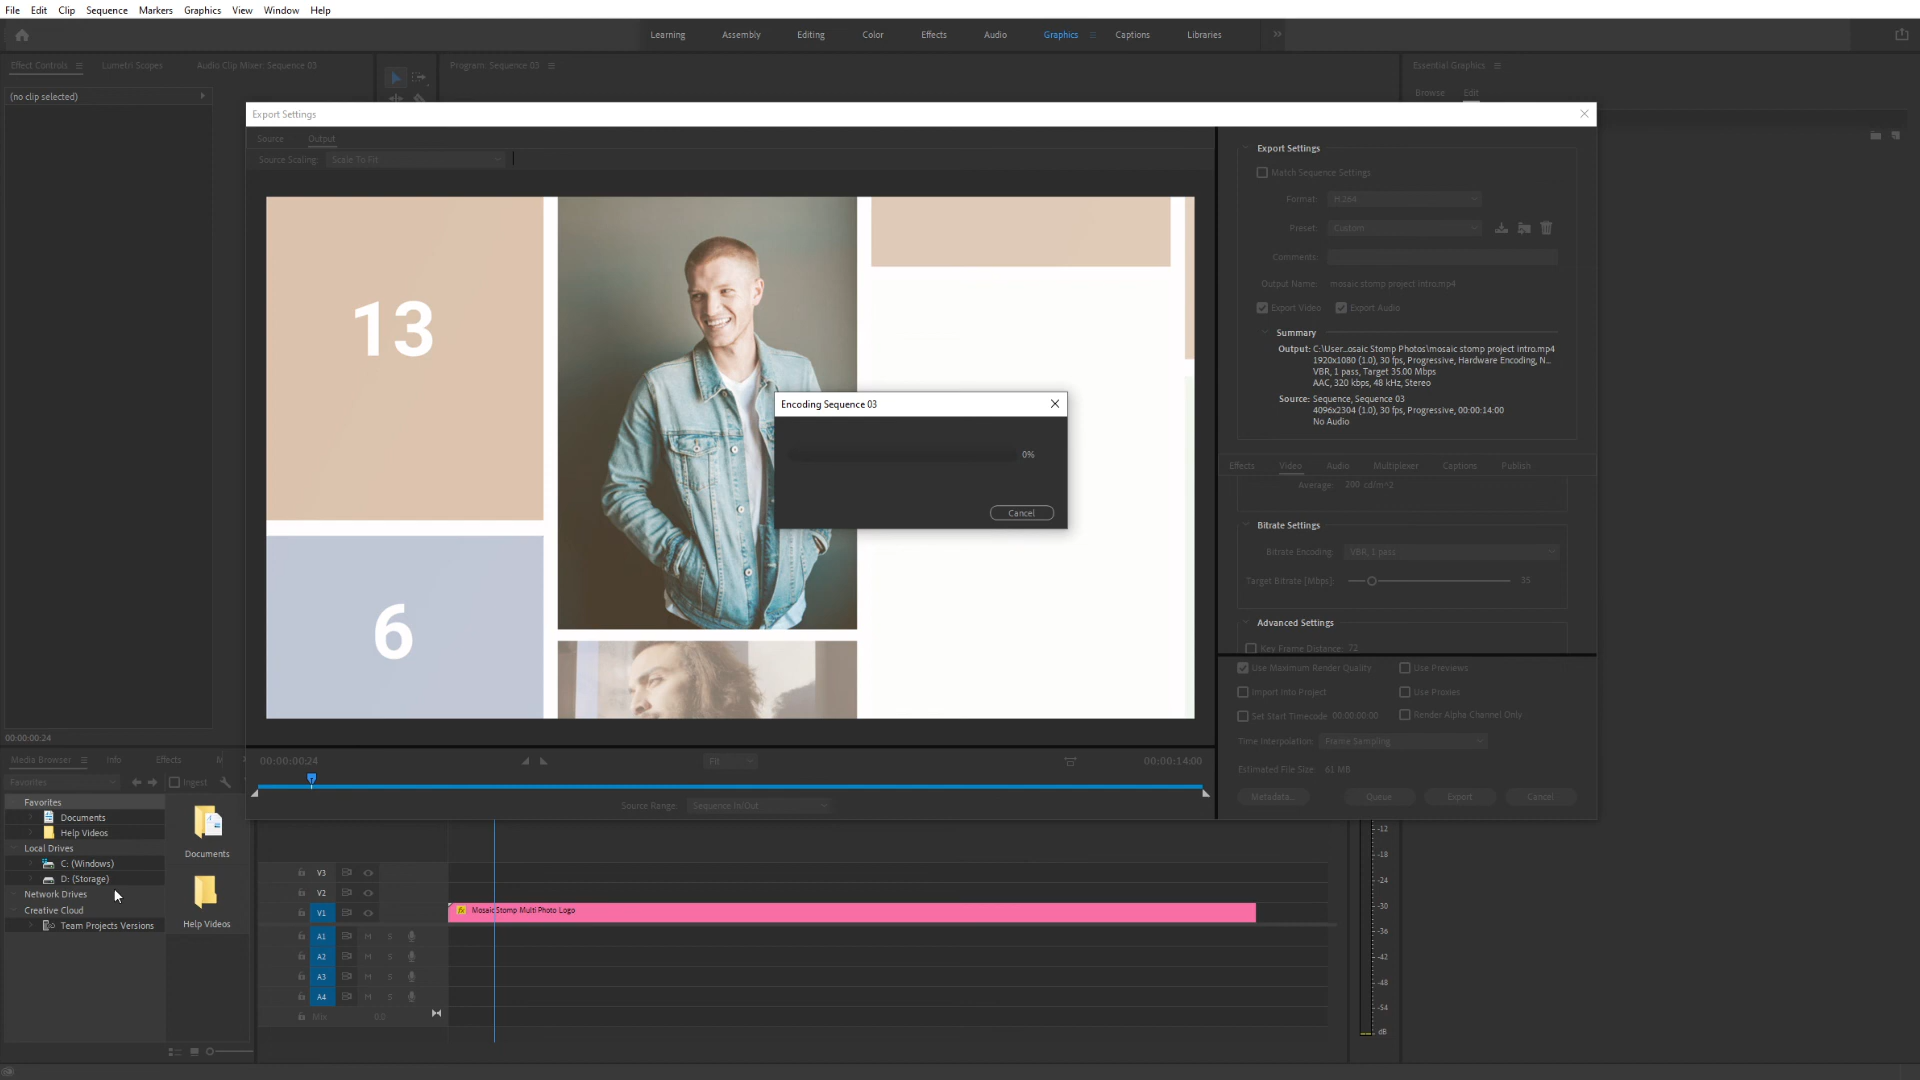 File Edit Clip Sequence Markers Graphics View Window Help
Learning Assembly Editing Color Effects Audio Graphics Captions Libraries
Effect Controls Lumetri Scopes Audio Clip Mixer: Sequence 03 Program: Sequence 03 Essential Graphics
Browse Edit
(no clip selected)
Export Settings
Source Output
Source Scaling: Scale To Fit
13
6
Export Settings
Match Sequence Settings
Format: H.264
Preset: Custom
Comments:
Output Name: mosaic stomp project intro.mp4
Export Video Export Audio
Summary
Output: C:\User...osaic Stomp Photos\mosaic stomp project intro.mp4
1920x1080 (1.0), 30 fps, Progressive, Hardware Encoding, N...
VBR, 1 pass, Target 35.00 Mbps
AAC, 320 kbps, 48 kHz, Stereo
Source: Sequence, Sequence 03
4096x2304 (1.0), 30 fps, Progressive, 00:00:14:00
No Audio
Encoding Sequence 03
0%
Cancel
Effects Video Audio Multiplexer Captions Publish
Average: 200 cd/m^2
Bitrate Settings
Bitrate Encoding: VBR, 1 pass
Target Bitrate [Mbps]: 35
Advanced Settings
Key Frame Distance: 72
Use Maximum Render Quality Use Previews
Import Into Project Use Proxies
Set Start Timecode 00:00:00:00 Render Alpha Channel Only
Time Interpolation: Frame Sampling
Estimated File Size: 61 MB
Metadata... Queue Export Cancel
00:00:00:24 Fit 00:00:14:00
Source Range: Sequence In/Out
00:00:00:24
Media Browser Info Effects M
Favorites Ingest
Favorites
Documents
Help Videos
Local Drives
C: (Windows)
D: (Storage)
Network Drives
Creative Cloud
Team Projects Versions
Documents
Help Videos
V3
V2
V1 fx Mosaic Stomp Multi Photo Logo
A1 M S
A2 M S
A3 M S
A4 M S
Mix 0.0
-12
-18
-24
-30
-36
-42
-48
-54
dB